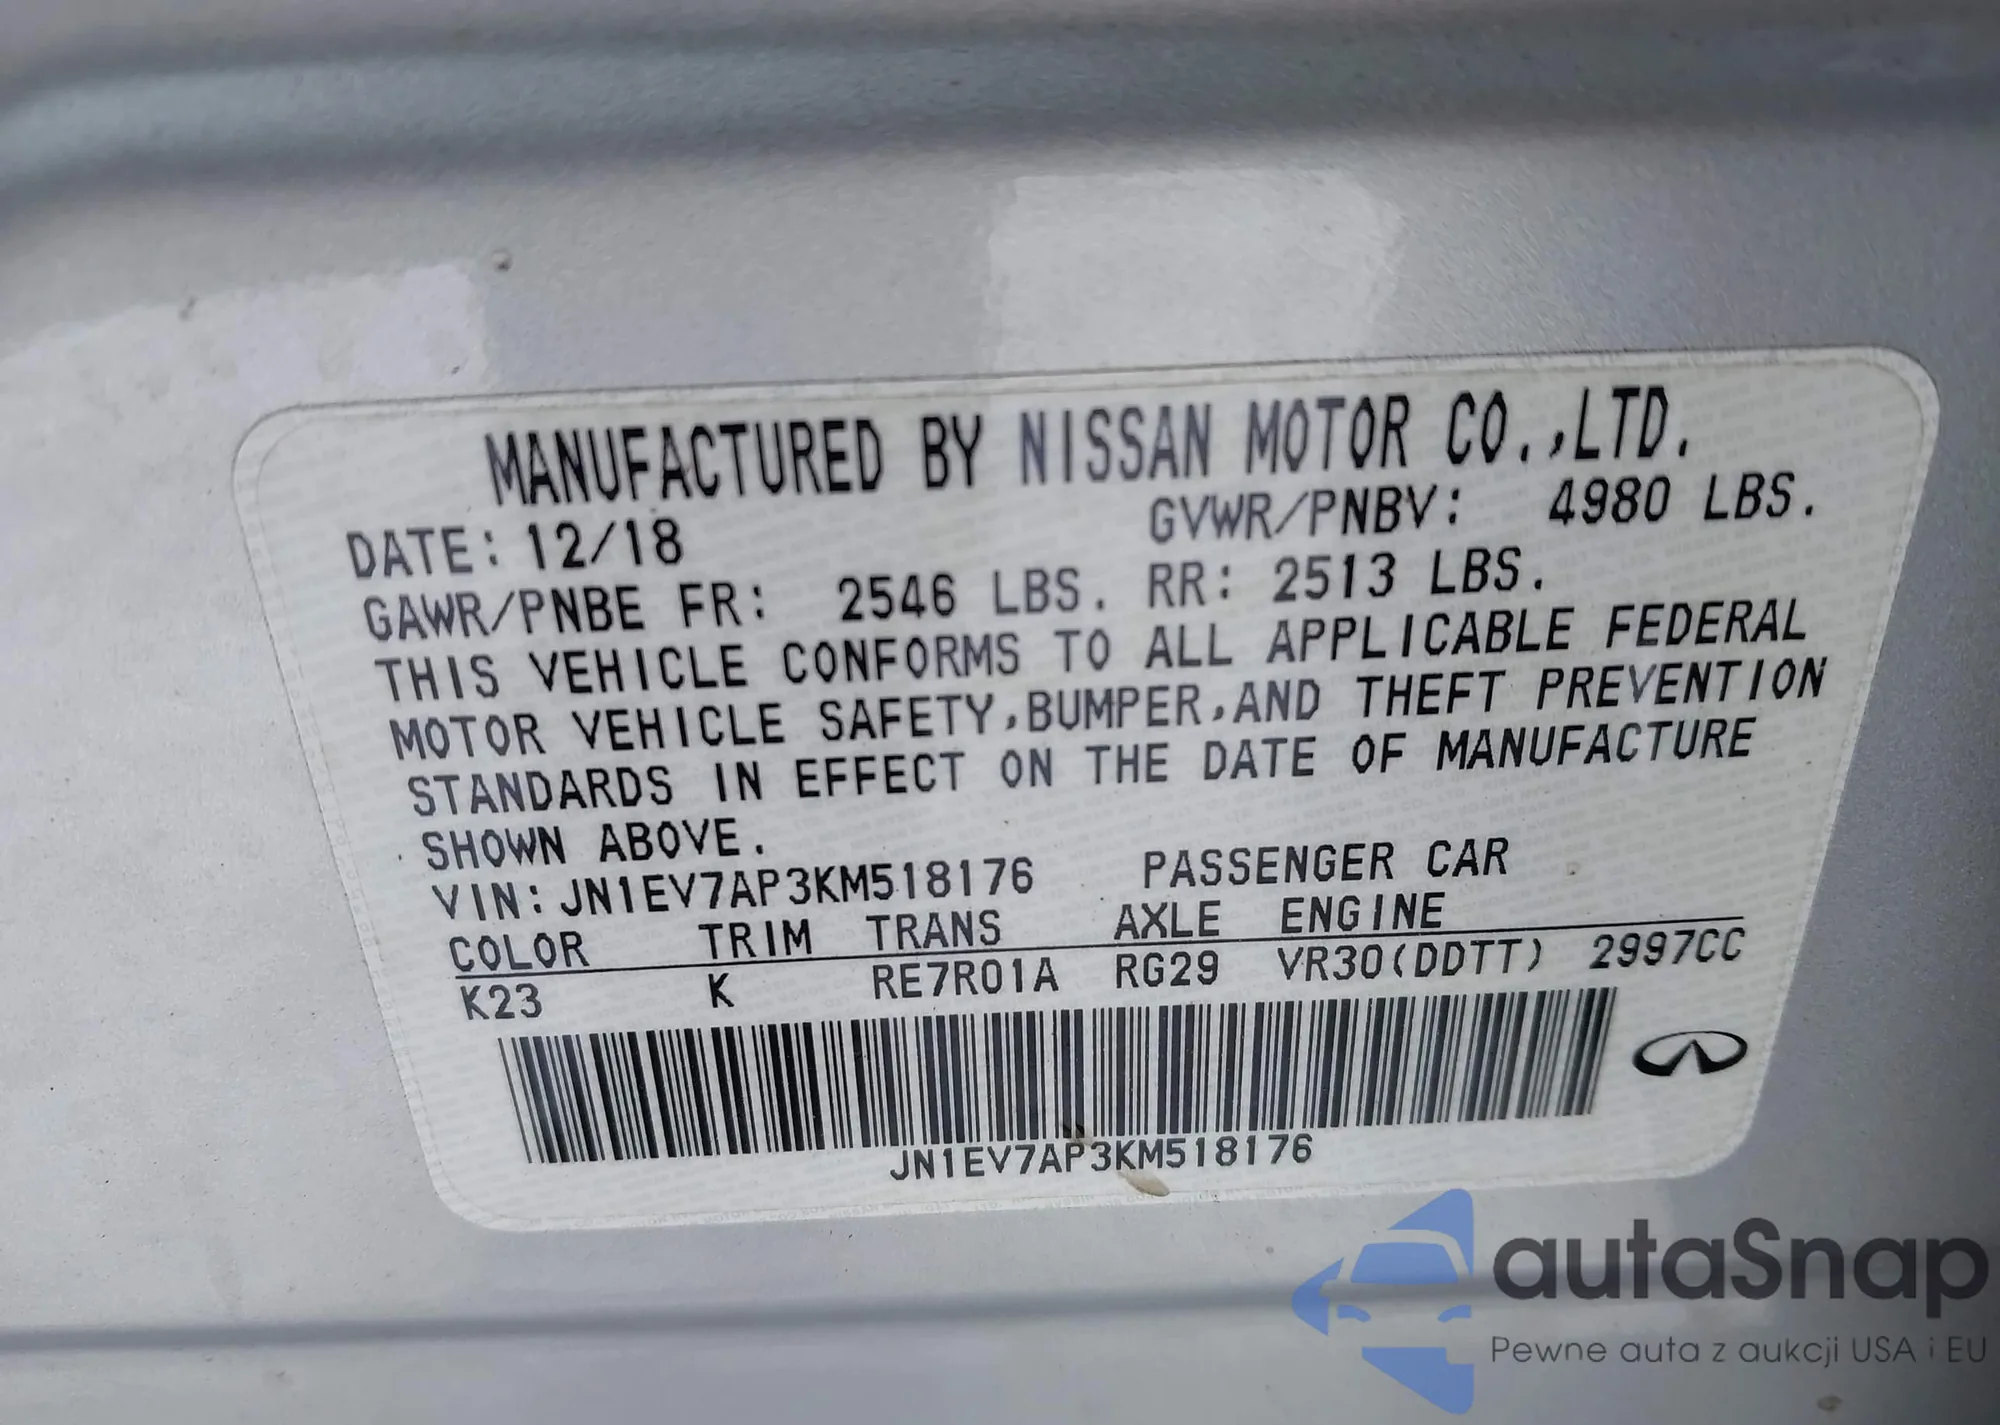 MANUFACTURED BY NISSAN MOTOR CO.,LTD.
DATE: 12/18 GVWR/PNBV: 4980 LBS.
GAWR/PNBE FR: 2546 LBS. RR: 2513 LBS.
THIS VEHICLE CONFORMS TO ALL APPLICABLE FEDERAL
MOTOR VEHICLE SAFETY,BUMPER,AND THEFT PREVENTION
STANDARDS IN EFFECT ON THE DATE OF MANUFACTURE
SHOWN ABOVE.
VIN: JN1EV7AP3KM518176 PASSENGER CAR
COLOR TRIM TRANS AXLE ENGINE
K23 K RE7R01A RG29 VR30(DDTT) 2997CC
JN1EV7AP3KM518176
autaSnap
Pewne auta z aukcji USA i EU